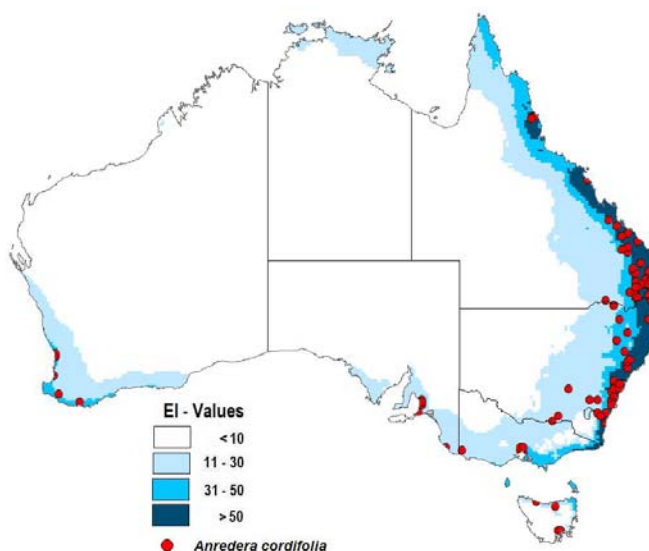 EI - Values
< 10
11 - 30
31 - 50
> 50
Anredera cordifolia